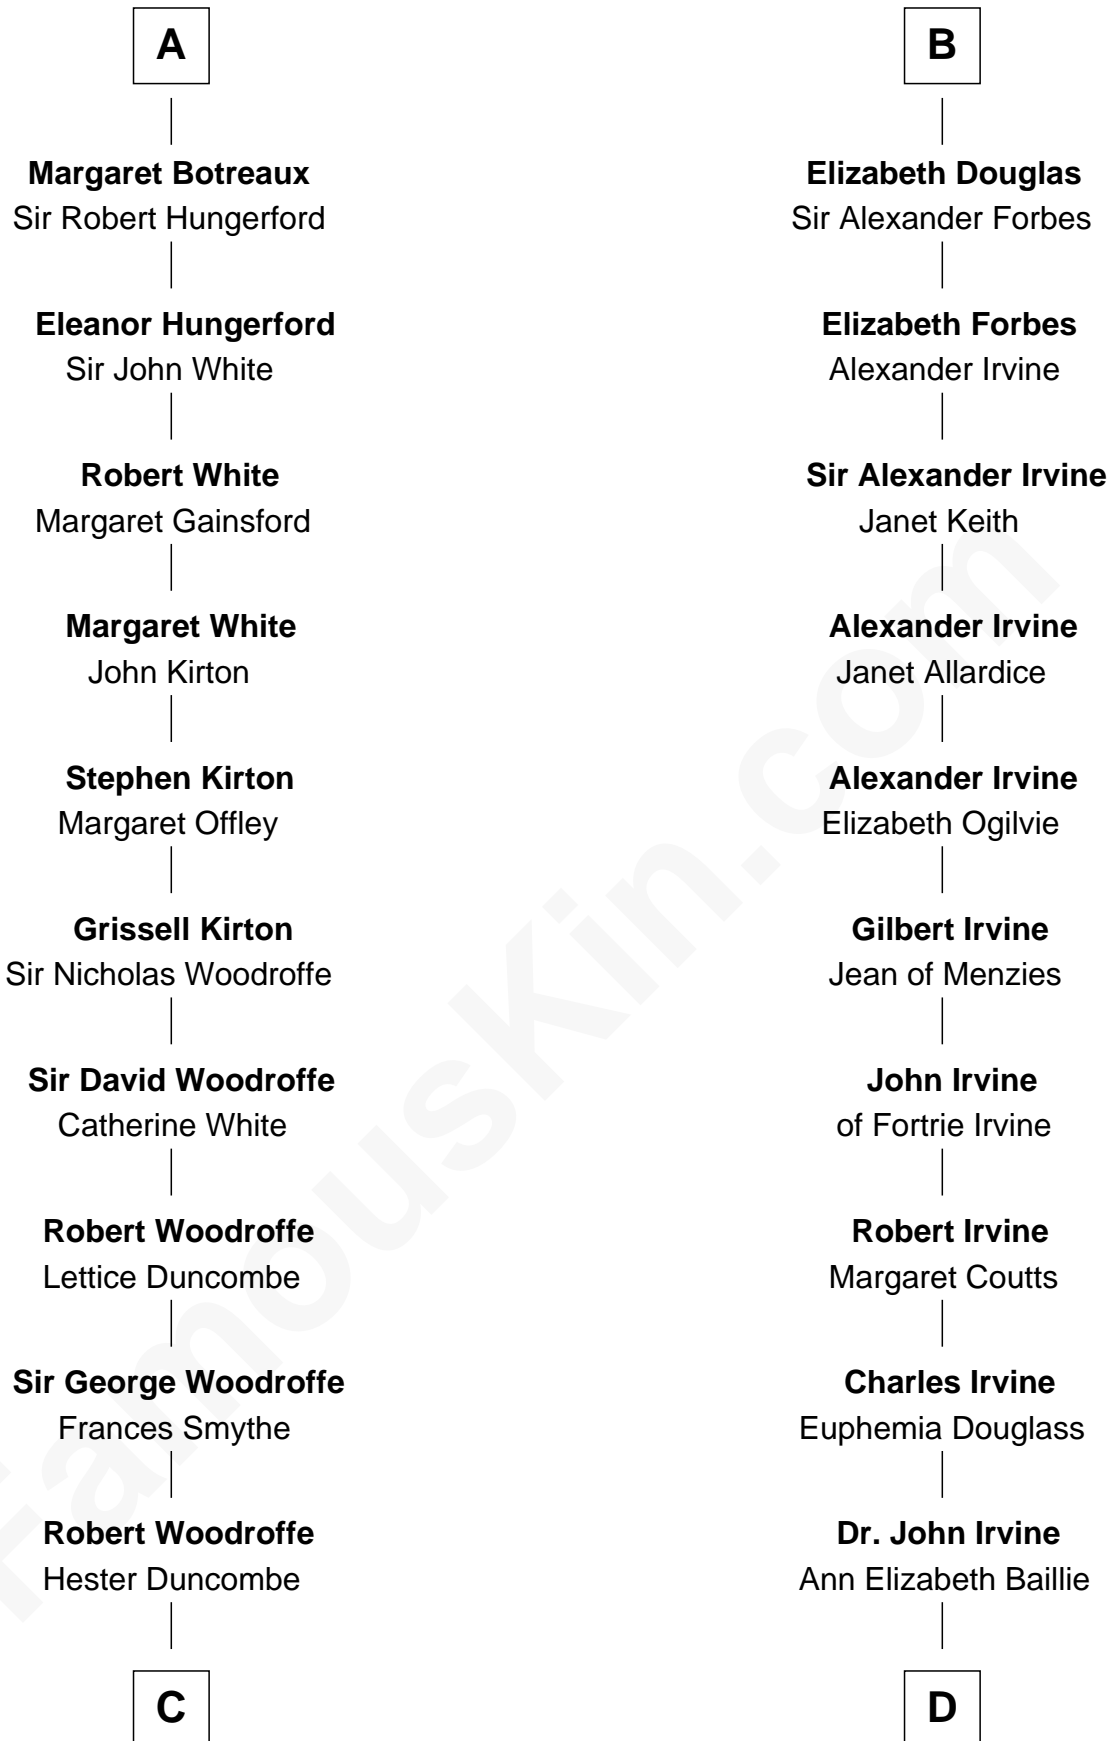 A
Margaret Botreaux
Sir Robert Hungerford
Eleanor Hungerford
Sir John White
Robert White
Margaret Gainsford
Margaret White
John Kirton
Stephen Kirton
Margaret Offley
Grissell Kirton
Sir Nicholas Woodroffe
Sir David Woodroffe
Catherine White
Robert Woodroffe
Lettice Duncombe
Sir George Woodroffe
Frances Smythe
Robert Woodroffe
Hester Duncombe
C
B
Elizabeth Douglas
Sir Alexander Forbes
Elizabeth Forbes
Alexander Irvine
Sir Alexander Irvine
Janet Keith
Alexander Irvine
Janet Allardice
Alexander Irvine
Elizabeth Ogilvie
Gilbert Irvine
Jean of Menzies
John Irvine
of Fortrie Irvine
Robert Irvine
Margaret Coutts
Charles Irvine
Euphemia Douglass
Dr. John Irvine
Ann Elizabeth Baillie
D
FamousKin.com